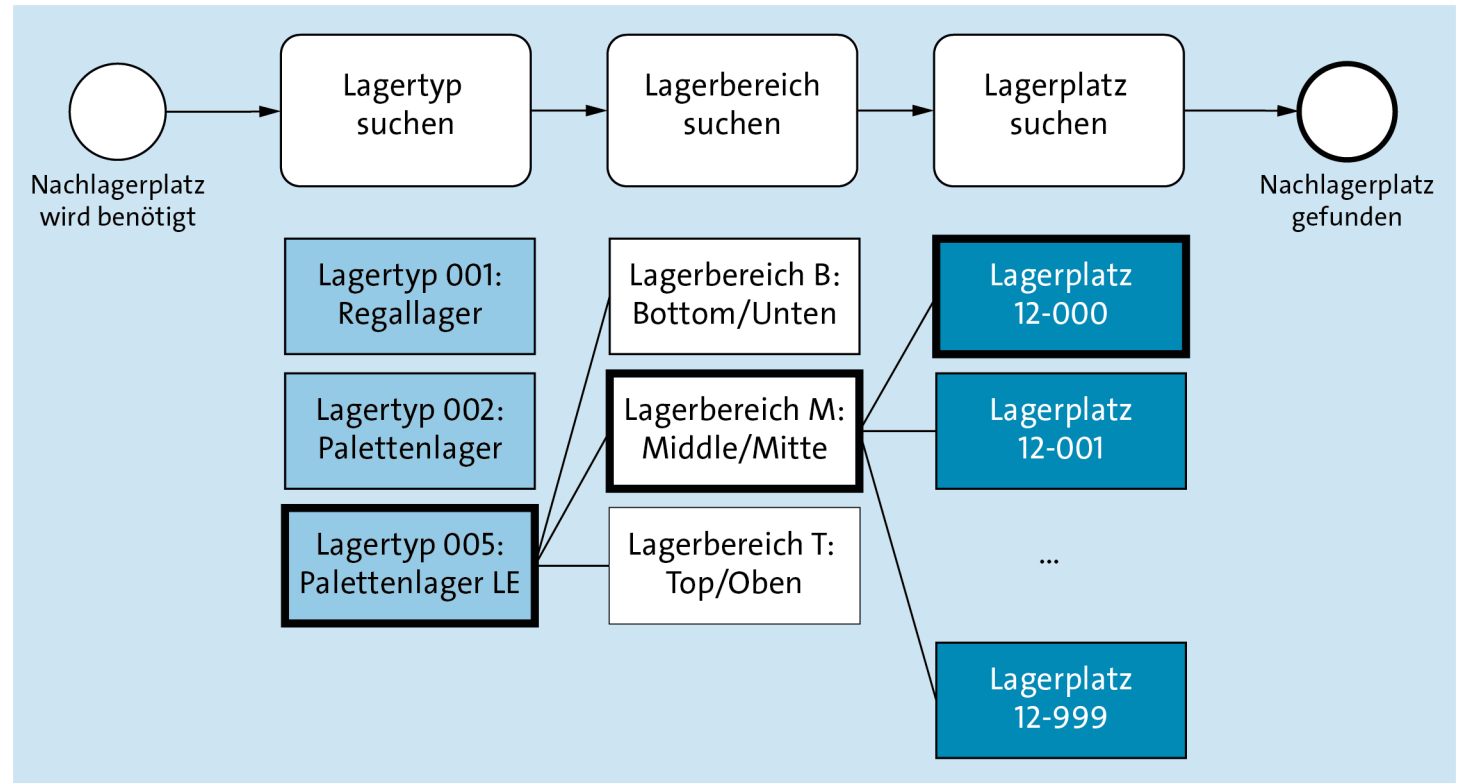 Lagertyp
suchen
Lagerbereich
suchen
Lagerplatz
suchen
Nachlagerplatz
wird benötigt
Nachlagerplatz
gefunden
Lagertyp 001:
Regallager
Lagerbereich B:
Bottom/Unten
Lagerplatz
12-000
Lagertyp 002:
Palettenlager
Lagerbereich M:
Middle/Mitte
Lagerplatz
12-001
Lagertyp 005:
Palettenlager LE
Lagerbereich T:
Top/Oben
...
Lagerplatz
12-999